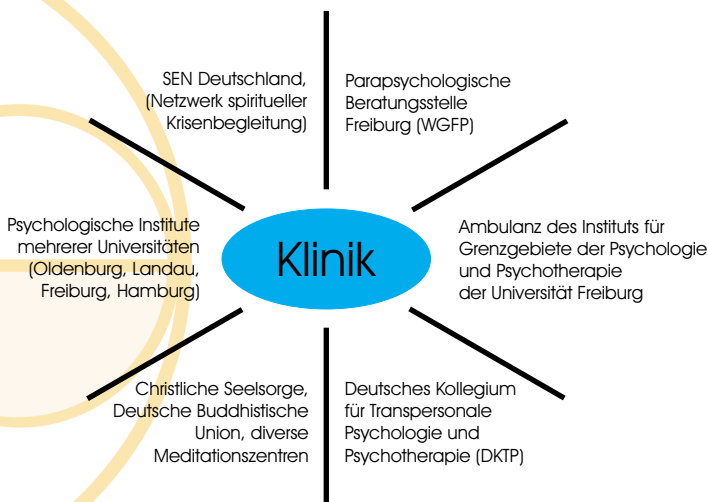 SEN Deutschland,
(Netzwerk spiritueller
Krisenbegleitung)
Parapsychologische
Beratungsstelle
Freiburg (WGFP)
Psychologische Institute
mehrerer Universitäten
(Oldenburg, Landau,
Freiburg, Hamburg)
Klinik
Ambulanz des Instituts für
Grenzgebiete der Psychologie
und Psychotherapie
der Universität Freiburg
Christliche Seelsorge,
Deutsche Buddhistische
Union, diverse
Meditationszentren
Deutsches Kollegium
für Transpersonale
Psychologie und
Psychotherapie (DKTP)